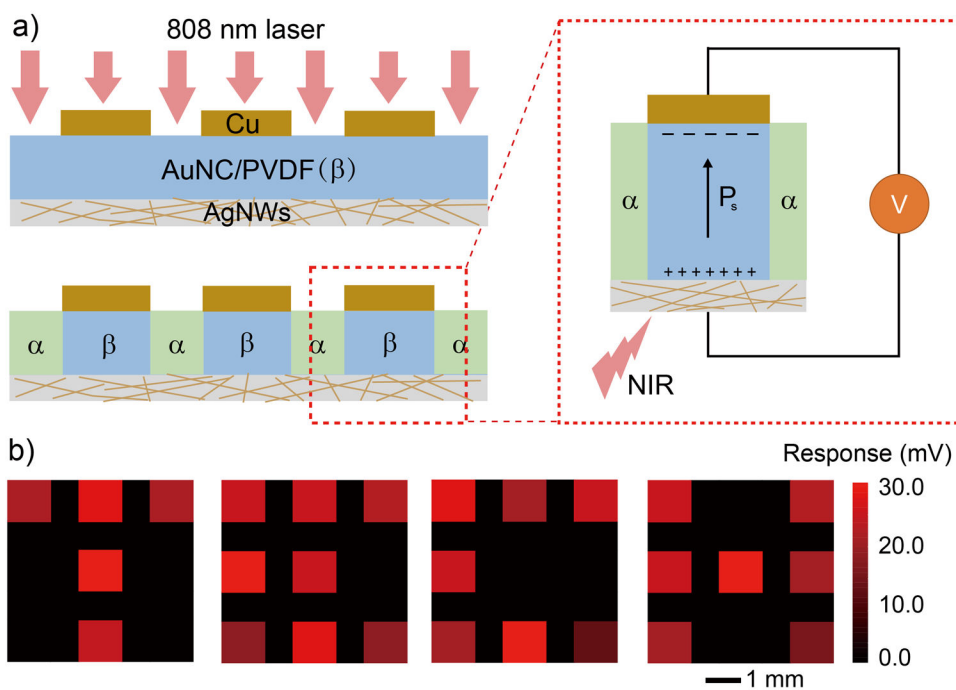 a)
808 nm laser
Cu
AuNC/PVDF(β)
AgNWs
α β α β α β α
α
– – – – –
Pₛ
+ + + + + + +
α
V
NIR
b)
Response (mV)
30.0
20.0
10.0
0.0
1 mm